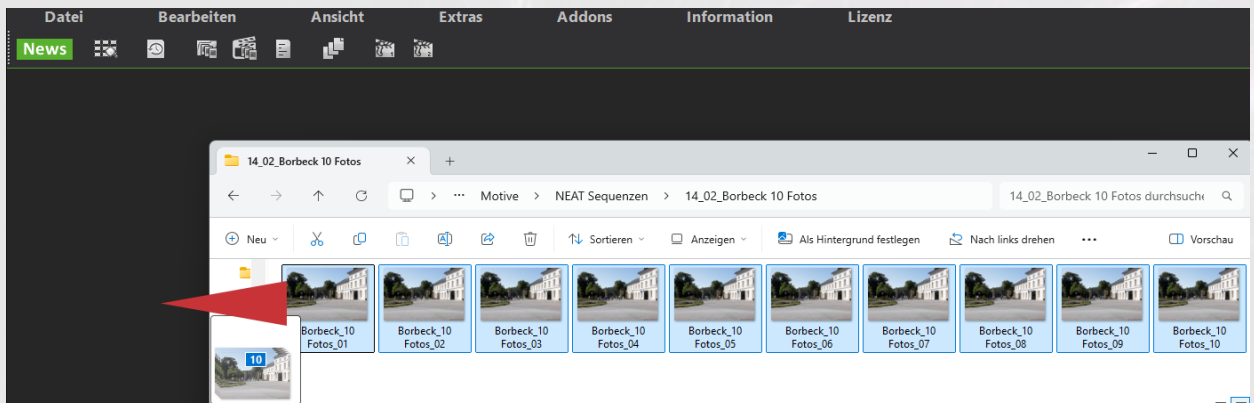 Datei Bearbeiten Ansicht Extras Addons Information Lizenz
News
14_02_Borbeck 10 Fotos
Motive > NEAT Sequenzen > 14_02_Borbeck 10 Fotos
14_02_Borbeck 10 Fotos durchsuche
Neu
Sortieren
Anzeigen
Als Hintergrund festlegen
Nach links drehen
Vorschau
Borbeck_10
Fotos_01
Borbeck_10
Fotos_02
Borbeck_10
Fotos_03
Borbeck_10
Fotos_04
Borbeck_10
Fotos_05
Borbeck_10
Fotos_06
Borbeck_10
Fotos_07
Borbeck_10
Fotos_08
Borbeck_10
Fotos_09
Borbeck_10
Fotos_10
10